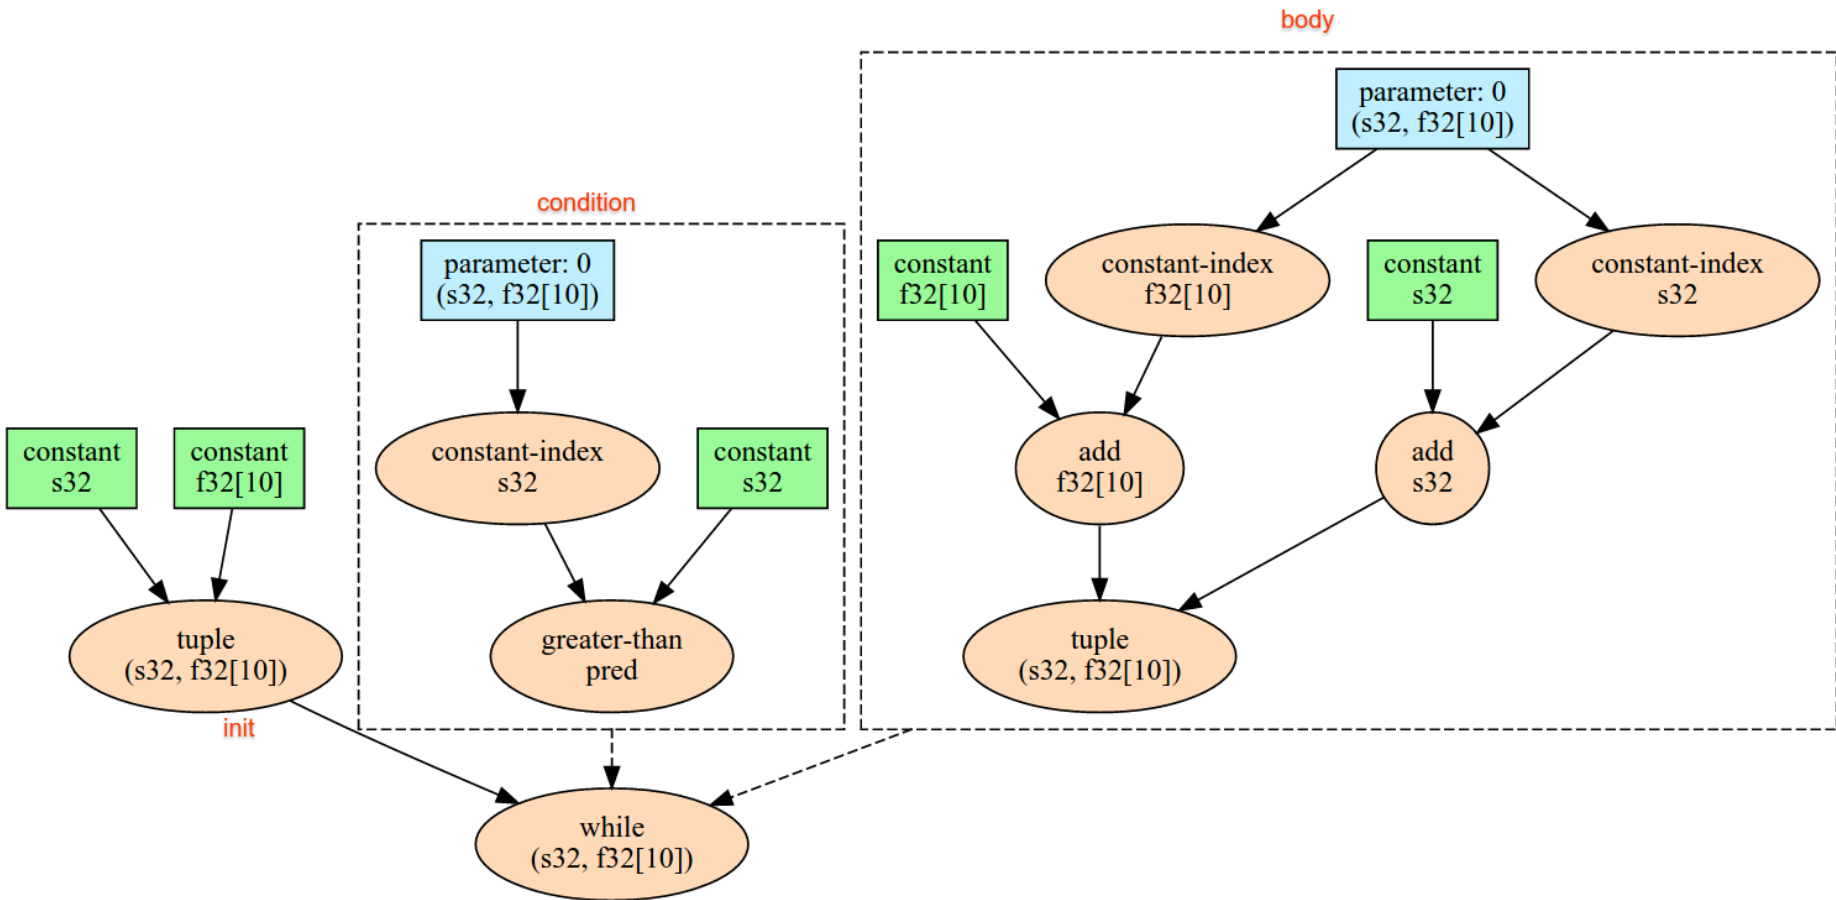 body
parameter: 0
(s32, f32[10])
condition
parameter: 0
(s32, f32[10])
constant
f32[10]
constant-index
f32[10]
constant
s32
constant-index
s32
constant
s32
constant
f32[10]
constant-index
s32
constant
s32
add
f32[10]
add
s32
tuple
(s32, f32[10])
greater-than
pred
tuple
(s32, f32[10])
init
while
(s32, f32[10])